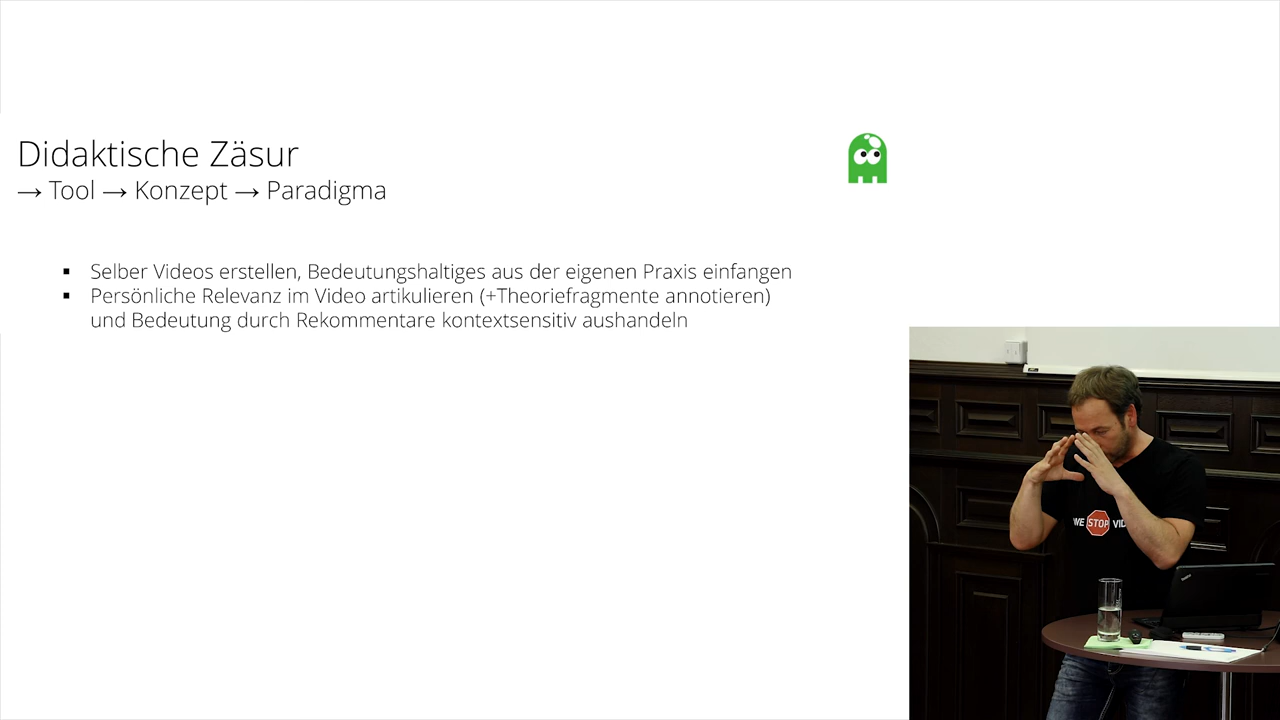 Didaktische Zäsur
→ Tool → Konzept → Paradigma
▪ Selber Videos erstellen, Bedeutungshaltiges aus der eigenen Praxis einfangen
▪ Persönliche Relevanz im Video artikulieren (+Theoriefragmente annotieren)
und Bedeutung durch Rekommentare kontextsensitiv aushandeln
WE STOP VID